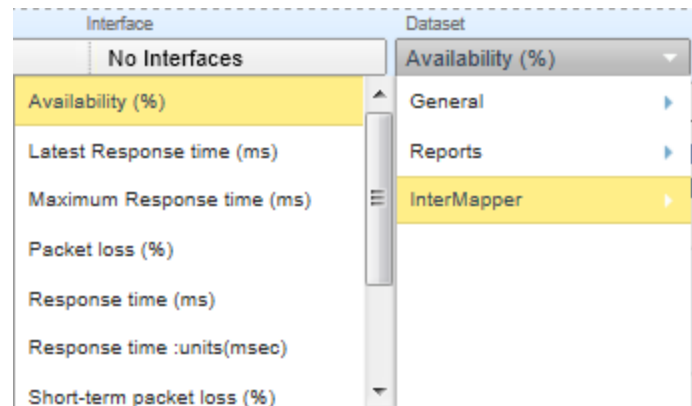 Interface
Dataset
No Interfaces
Availability (%)
Availability (%)
General
Latest Response time (ms)
Reports
Maximum Response time (ms)
InterMapper
Packet loss (%)
Response time (ms)
Response time :units(msec)
Short-term packet loss (%)